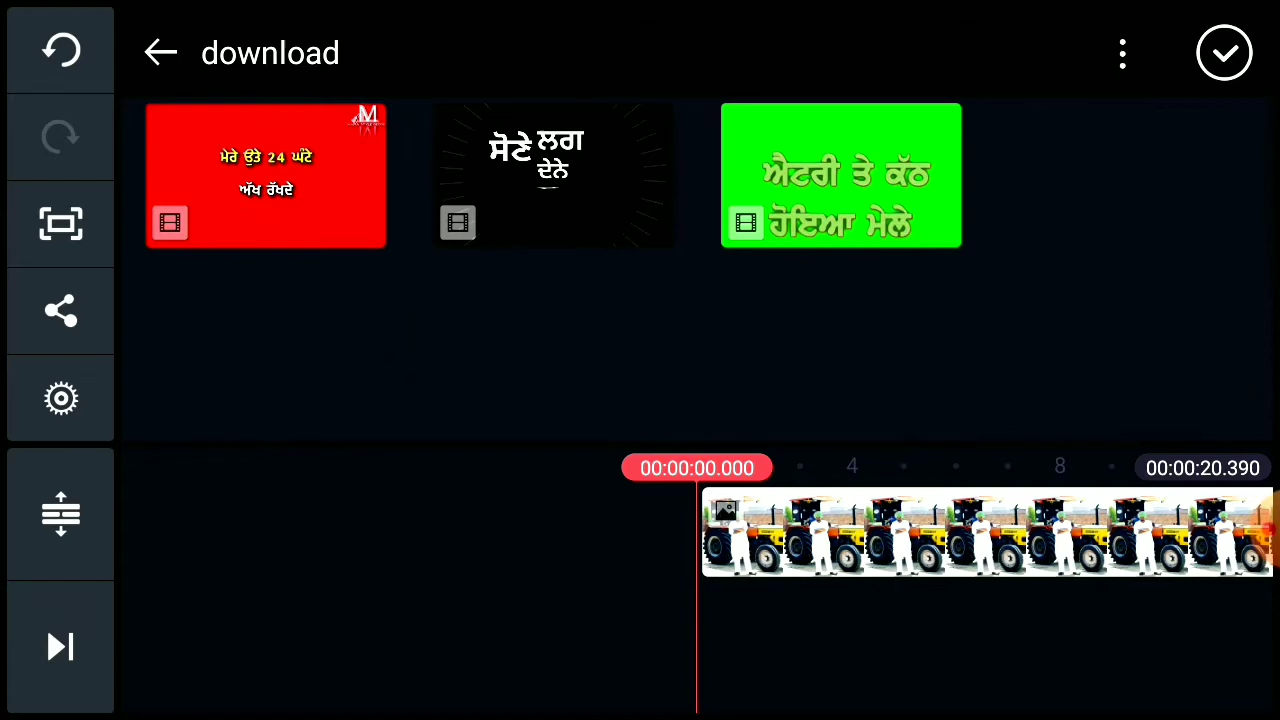 download
M
ਮੇਰੇ ਉਤੇ 24 ਘੰਟੇ
ਅੱਖ ਰੱਖਦੇ
ਸੋਣੇ ਲਗ
ਦੇਨੇ
ਐਟਰੀ ਤੇ ਕੱਠ
ਹੋਇਆ ਮੇਲੇ
00:00:00.000
4
8
00:00:20.390